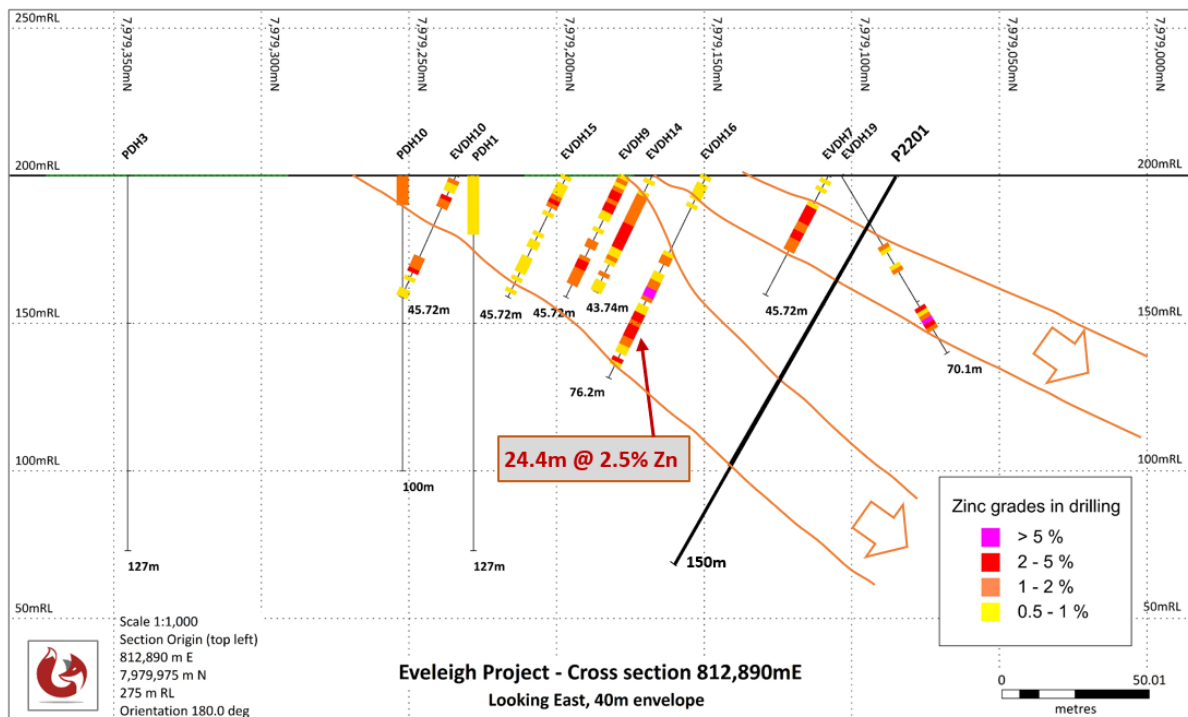 250mRL
250mRL
7,979,350mN
7,979,300mN
7,979,250mN
7,979,200mN
7,979,150mN
7,979,100mN
7,979,050mN
7,979,000mN
PDH3
PDH10
EVDH10
PDH1
EVDH15
EVDH9
EVDH14
EVDH16
EVDH7
EVDH19
P2201
200mRL
200mRL
45.72m
45.72m
45.72m
43.74m
45.72m
150mRL
150mRL
70.1m
76.2m
24.4m @ 2.5% Zn
100mRL
100mRL
100m
127m
127m
150m
Zinc grades in drilling
> 5 %
2 - 5 %
1 - 2 %
0.5 - 1 %
50mRL
50mRL
Scale 1:1,000
Section Origin (top left)
812,890 m E
7,979,975 m N
275 m RL
Orientation 180.0 deg
Eveleigh Project - Cross section 812,890mE
Looking East, 40m envelope
0
50.01
metres